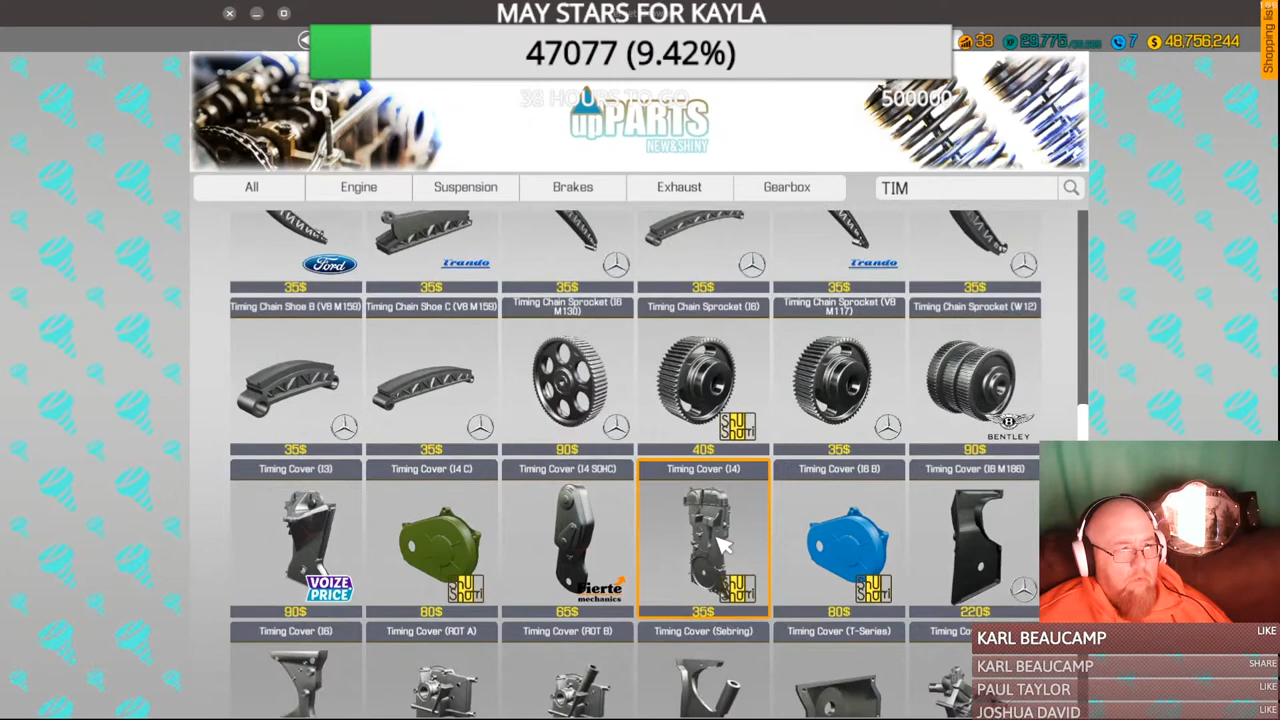 MAY STARS FOR KAYLA
47077 (9.42%)
0
38 HOURS TO GO
500000
33
7
48,756,244
Shopping list
upPARTS
NEW&SHINY
All
Engine
Suspension
Brakes
Exhaust
Gearbox
TIM
Ford
Trando
Trando
35$
35$
35$
35$
35$
35$
Timing Chain Shoe B (V8 M159)
Timing Chain Shoe C (V8 M159)
Timing Chain Sprocket (I6 M130)
Timing Chain Sprocket (I6)
Timing Chain Sprocket (V8 M117)
Timing Chain Sprocket (W12)
BENTLEY
35$
35$
90$
40$
35$
90$
Timing Cover (I3)
Timing Cover (I4 C)
Timing Cover (I4 SOHC)
Timing Cover (I4)
Timing Cover (I6 B)
Timing Cover (I6 M186)
VOIZE PRICE
Fierte mechanics
90$
80$
65$
35$
80$
220$
Timing Cover (I6)
Timing Cover (ROT A)
Timing Cover (ROT B)
Timing Cover (Sebring)
Timing Cover (T-Series)
KARL BEAUCAMP
LIKE
KARL BEAUCAMP
SHARE
PAUL TAYLOR
LIKE
JOSHUA DAVID
LIKE